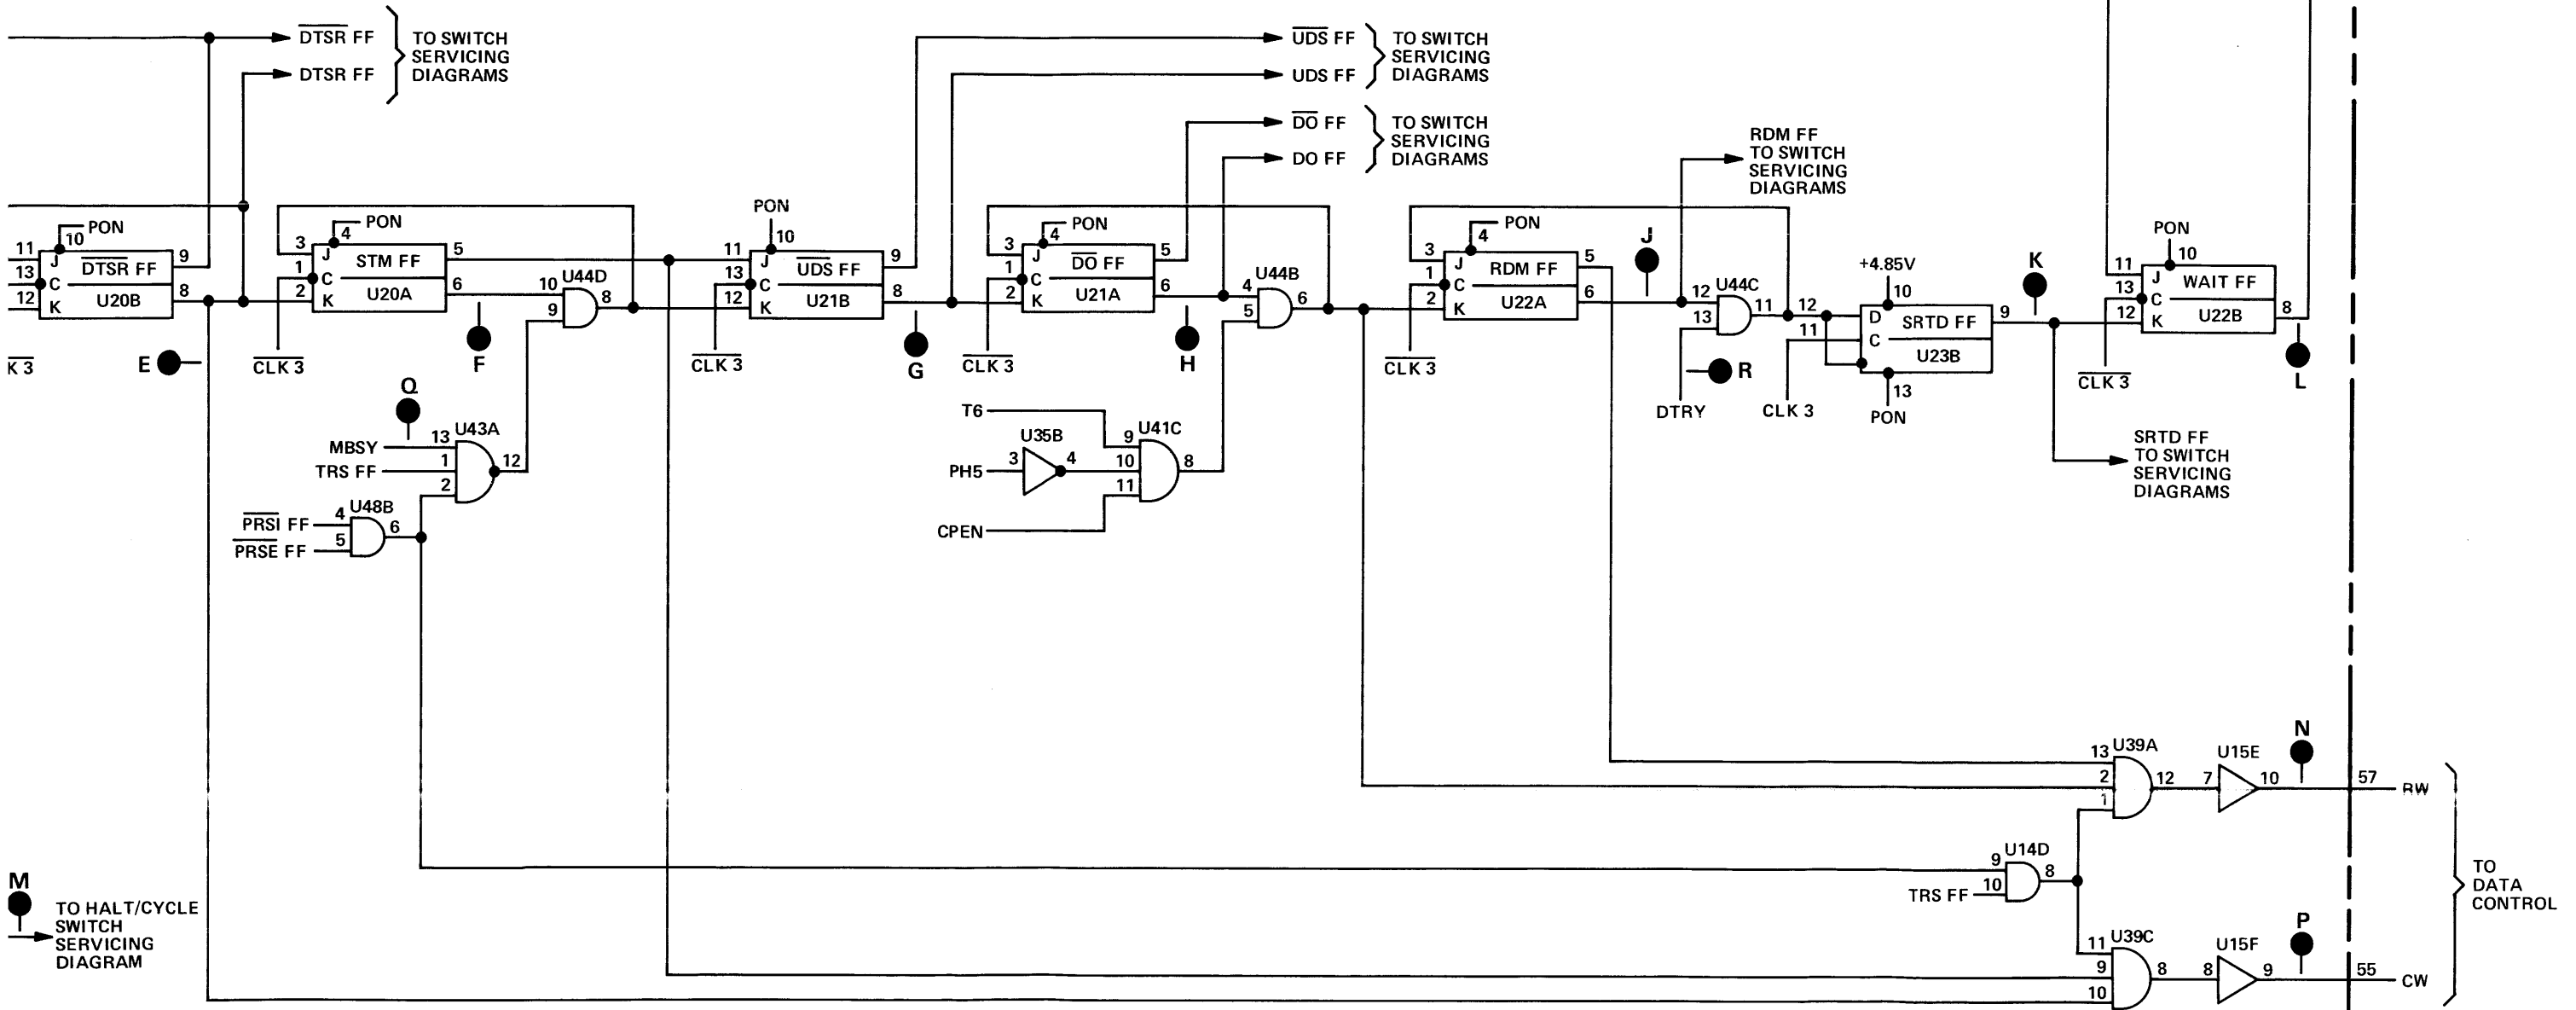 DTSR FF
DTSR FF
TO SWITCH
SERVICING
DIAGRAMS
UDS FF
UDS FF
TO SWITCH
SERVICING
DIAGRAMS
DO FF
DO FF
TO SWITCH
SERVICING
DIAGRAMS
RDM FF
TO SWITCH
SERVICING
DIAGRAMS
PON
10
11
J
13
C
12
K
DTSR FF
U20B
9
8
K 3
E
PON
4
3
J
1
C
2
K
STM FF
U20A
5
6
CLK 3
F
U44D
10
9
8
PON
10
11
J
13
C
12
K
UDS FF
U21B
9
8
CLK 3
G
PON
4
3
J
1
C
2
K
DO FF
U21A
5
6
CLK 3
H
U44B
4
5
6
PON
4
3
J
1
C
2
K
RDM FF
U22A
5
6
CLK 3
J
U44C
12
13
11
R
DTRY
+4.85V
10
12
D
11
C
SRTD FF
U23B
9
13
PON
CLK 3
K
PON
10
11
J
13
C
12
K
WAIT FF
U22B
8
CLK 3
L
SRTD FF
TO SWITCH
SERVICING
DIAGRAMS
Q
U43A
MBSY
13
TRS FF
1
2
12
U48B
PRSI FF
4
PRSE FF
5
6
T6
U35B
PH5
3
4
U41C
9
10
11
8
CPEN
U39A
13
2
1
12
U15E
7
10
N
57
RW
U14D
9
10
8
TRS FF
TO
DATA
CONTROL
M
TO HALT/CYCLE
SWITCH
SERVICING
DIAGRAM
U39C
11
9
10
8
U15F
8
9
P
55
CW